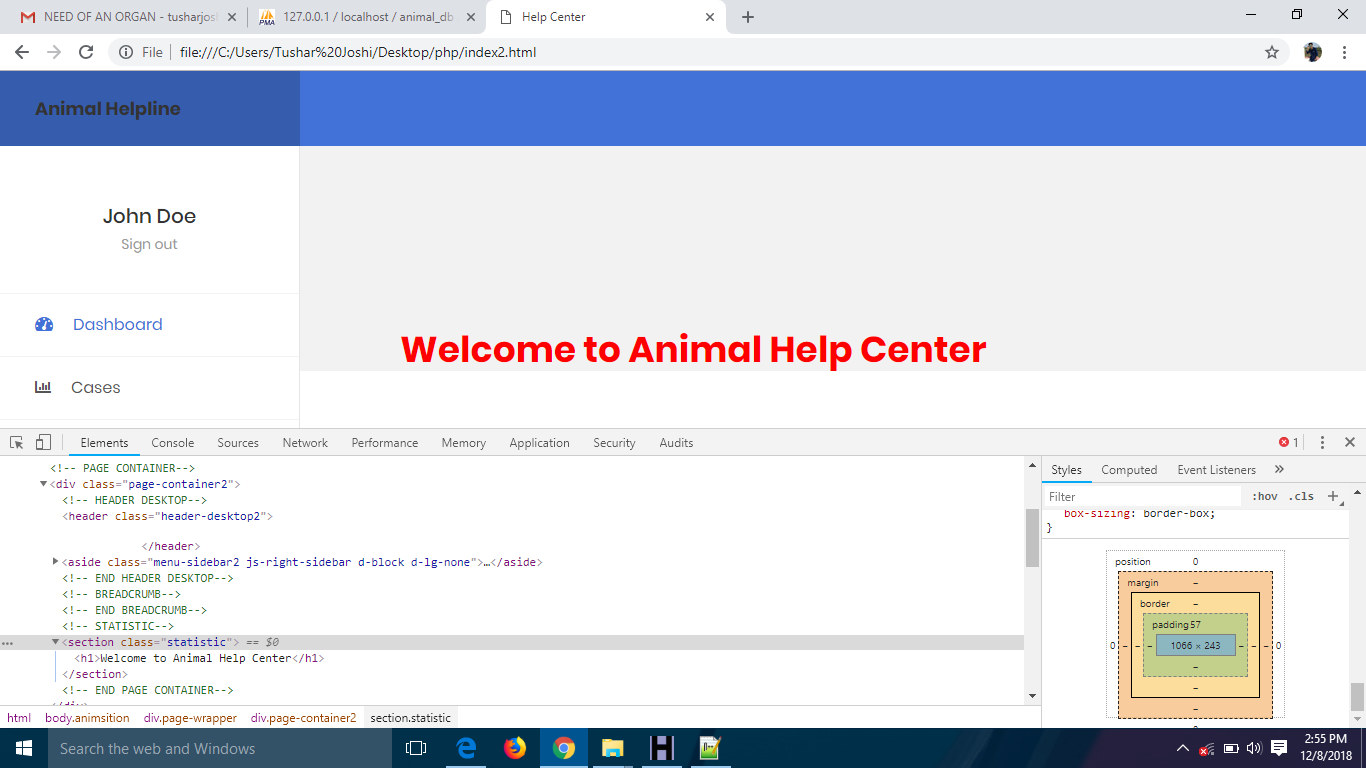 NEED OF AN ORGAN - tusharjosh
127.0.0.1 / localhost / animal_db
Help Center
File
file:///C:/Users/Tushar%20Joshi/Desktop/php/index2.html
Animal Helpline
John Doe
Sign out
Dashboard
Cases
Welcome to Animal Help Center
Elements Console Sources Network Performance Memory Application Security Audits 1
<!-- PAGE CONTAINER-->
<div class="page-container2">
<!-- HEADER DESKTOP-->
<header class="header-desktop2">
</header>
<aside class="menu-sidebar2 js-right-sidebar d-block d-lg-none">…</aside>
<!-- END HEADER DESKTOP-->
<!-- BREADCRUMB-->
<!-- END BREADCRUMB-->
<!-- STATISTIC-->
<section class="statistic"> == $0
<h1>Welcome to Animal Help Center</h1>
</section>
<!-- END PAGE CONTAINER-->
html body.animsition div.page-wrapper div.page-container2 section.statistic
Styles Computed Event Listeners »
Filter :hov .cls +
box-sizing: border-box;
}
position 0
margin –
border –
padding 57
0 – – – 1066 × 243 – – – 0
–
–
–
Search the web and Windows
2:55 PM
12/8/2018